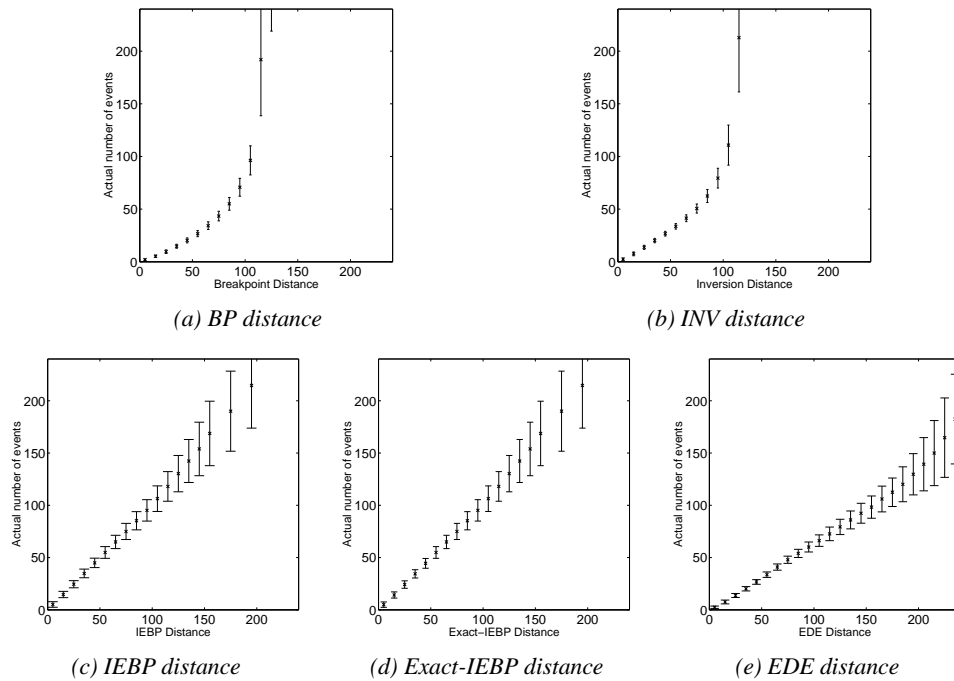 Actual number of events
200
150
100
50
0
0 50 100 150 200
Breakpoint Distance
(a) BP distance
Actual number of events
200
150
100
50
0
0 50 100 150 200
Inversion Distance
(b) INV distance
Actual number of events
200
150
100
50
0
0 50 100 150 200
IEBP Distance
(c) IEBP distance
Actual number of events
200
150
100
50
0
0 50 100 150 200
Exact−IEBP Distance
(d) Exact-IEBP distance
Actual number of events
200
150
100
50
0
0 50 100 150 200
EDE Distance
(e) EDE distance